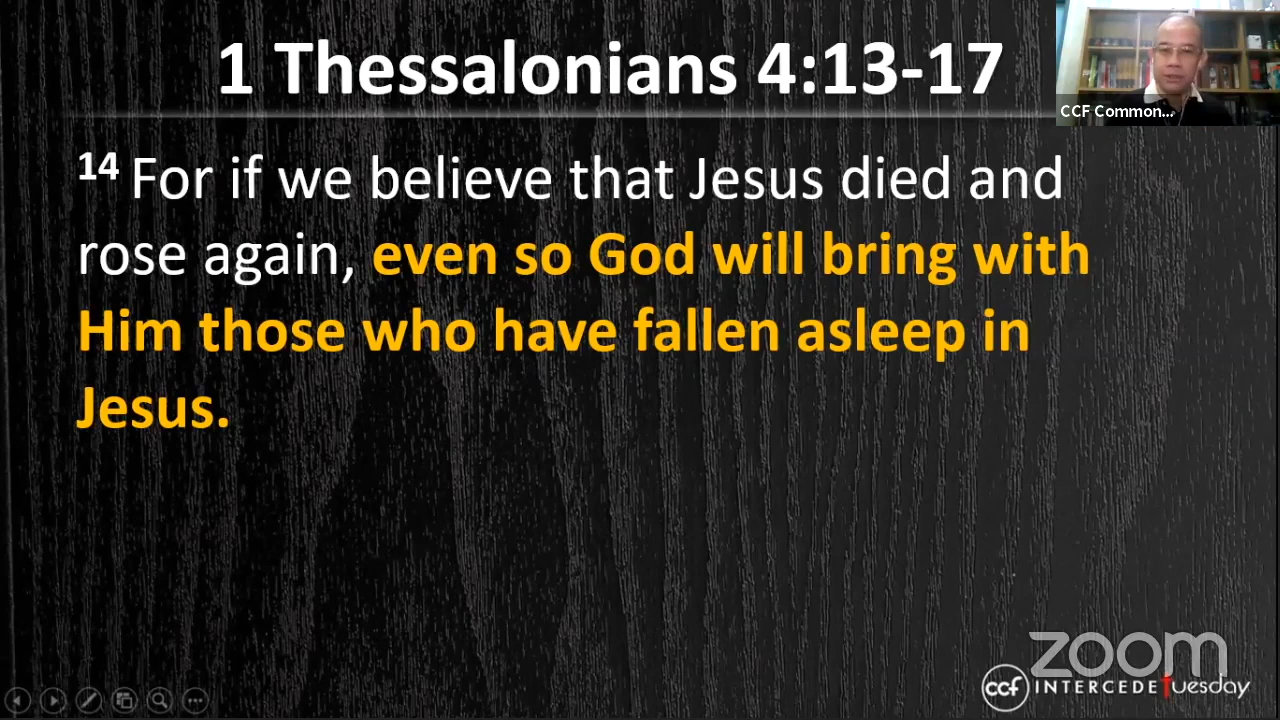 1 Thessalonians 4:13-17
CCF Common...
14 For if we believe that Jesus died and
rose again, even so God will bring with
Him those who have fallen asleep in
Jesus.
zoom
ccf INTERCEDE Tuesday